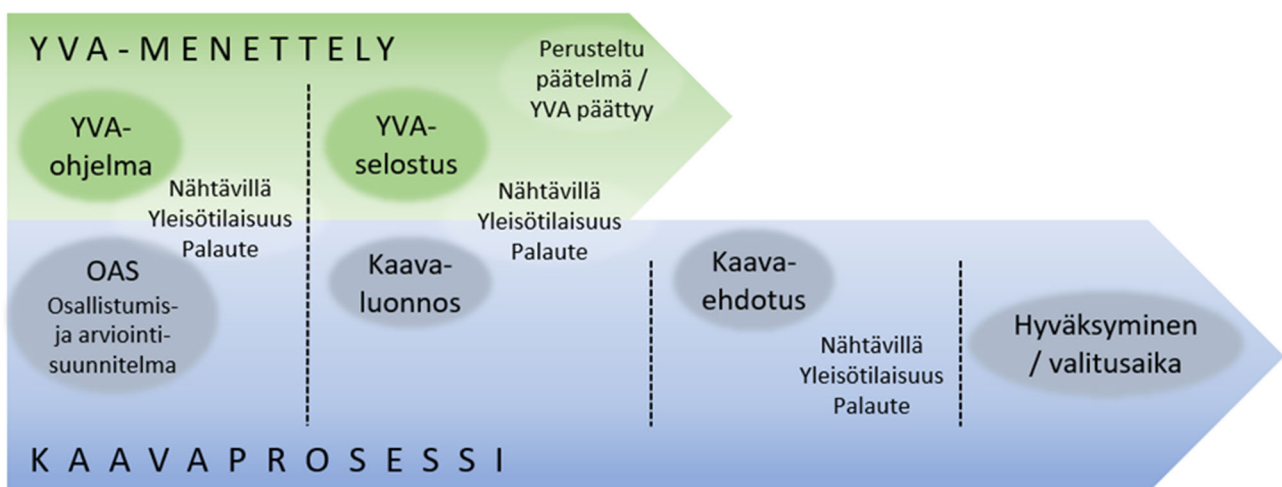 YVA-MENETTELY
YVA-
ohjelma
Nähtävillä
Yleisötilaisuus
Palaute
YVA-
selostus
Nähtävillä
Yleisötilaisuus
Palaute
Perusteltu
päätelmä /
YVA päättyy
OAS
Osallistumis-
ja arviointi-
suunnitelma
Kaava-
luonnos
Kaava-
ehdotus
Nähtävillä
Yleisötilaisuus
Palaute
Hyväksyminen
/ valitusaika
KAAVAPROSESSI